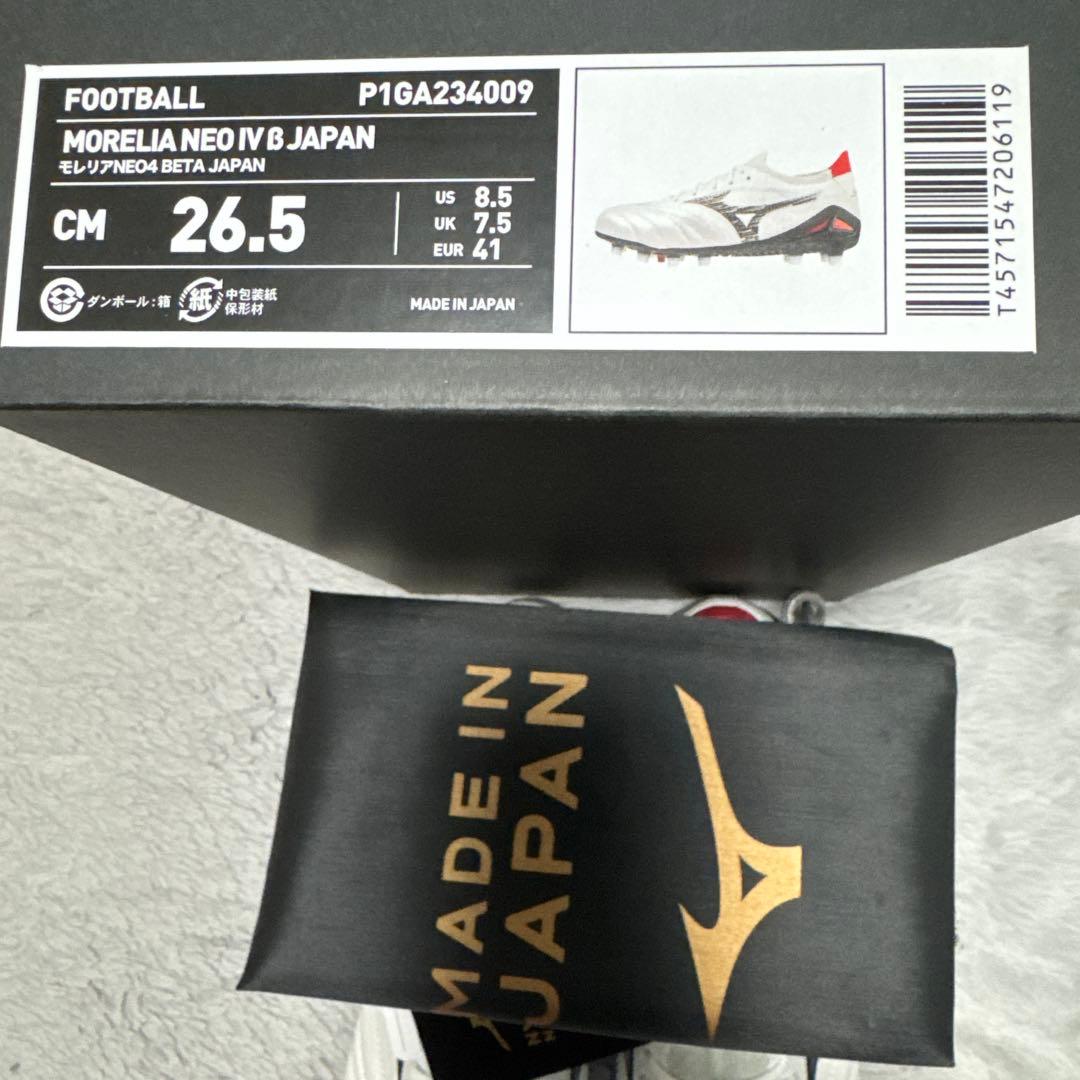 FOOTBALL P1GA234009
MORELIA NEO IV β JAPAN
モレリアNEO4 BETA JAPAN
CM 26.5
US 8.5
UK 7.5
EUR 41
ダンボール:箱
紙
中包装紙
保形材
MADE IN JAPAN
T4571547206119
MADE IN
JAPAN